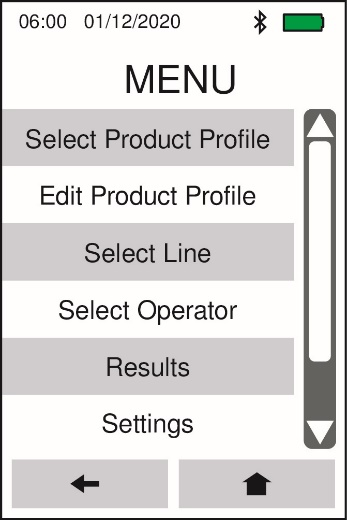 06:00 01/12/2020
MENU
Select Product Profile
Edit Product Profile
Select Line
Select Operator
Results
Settings